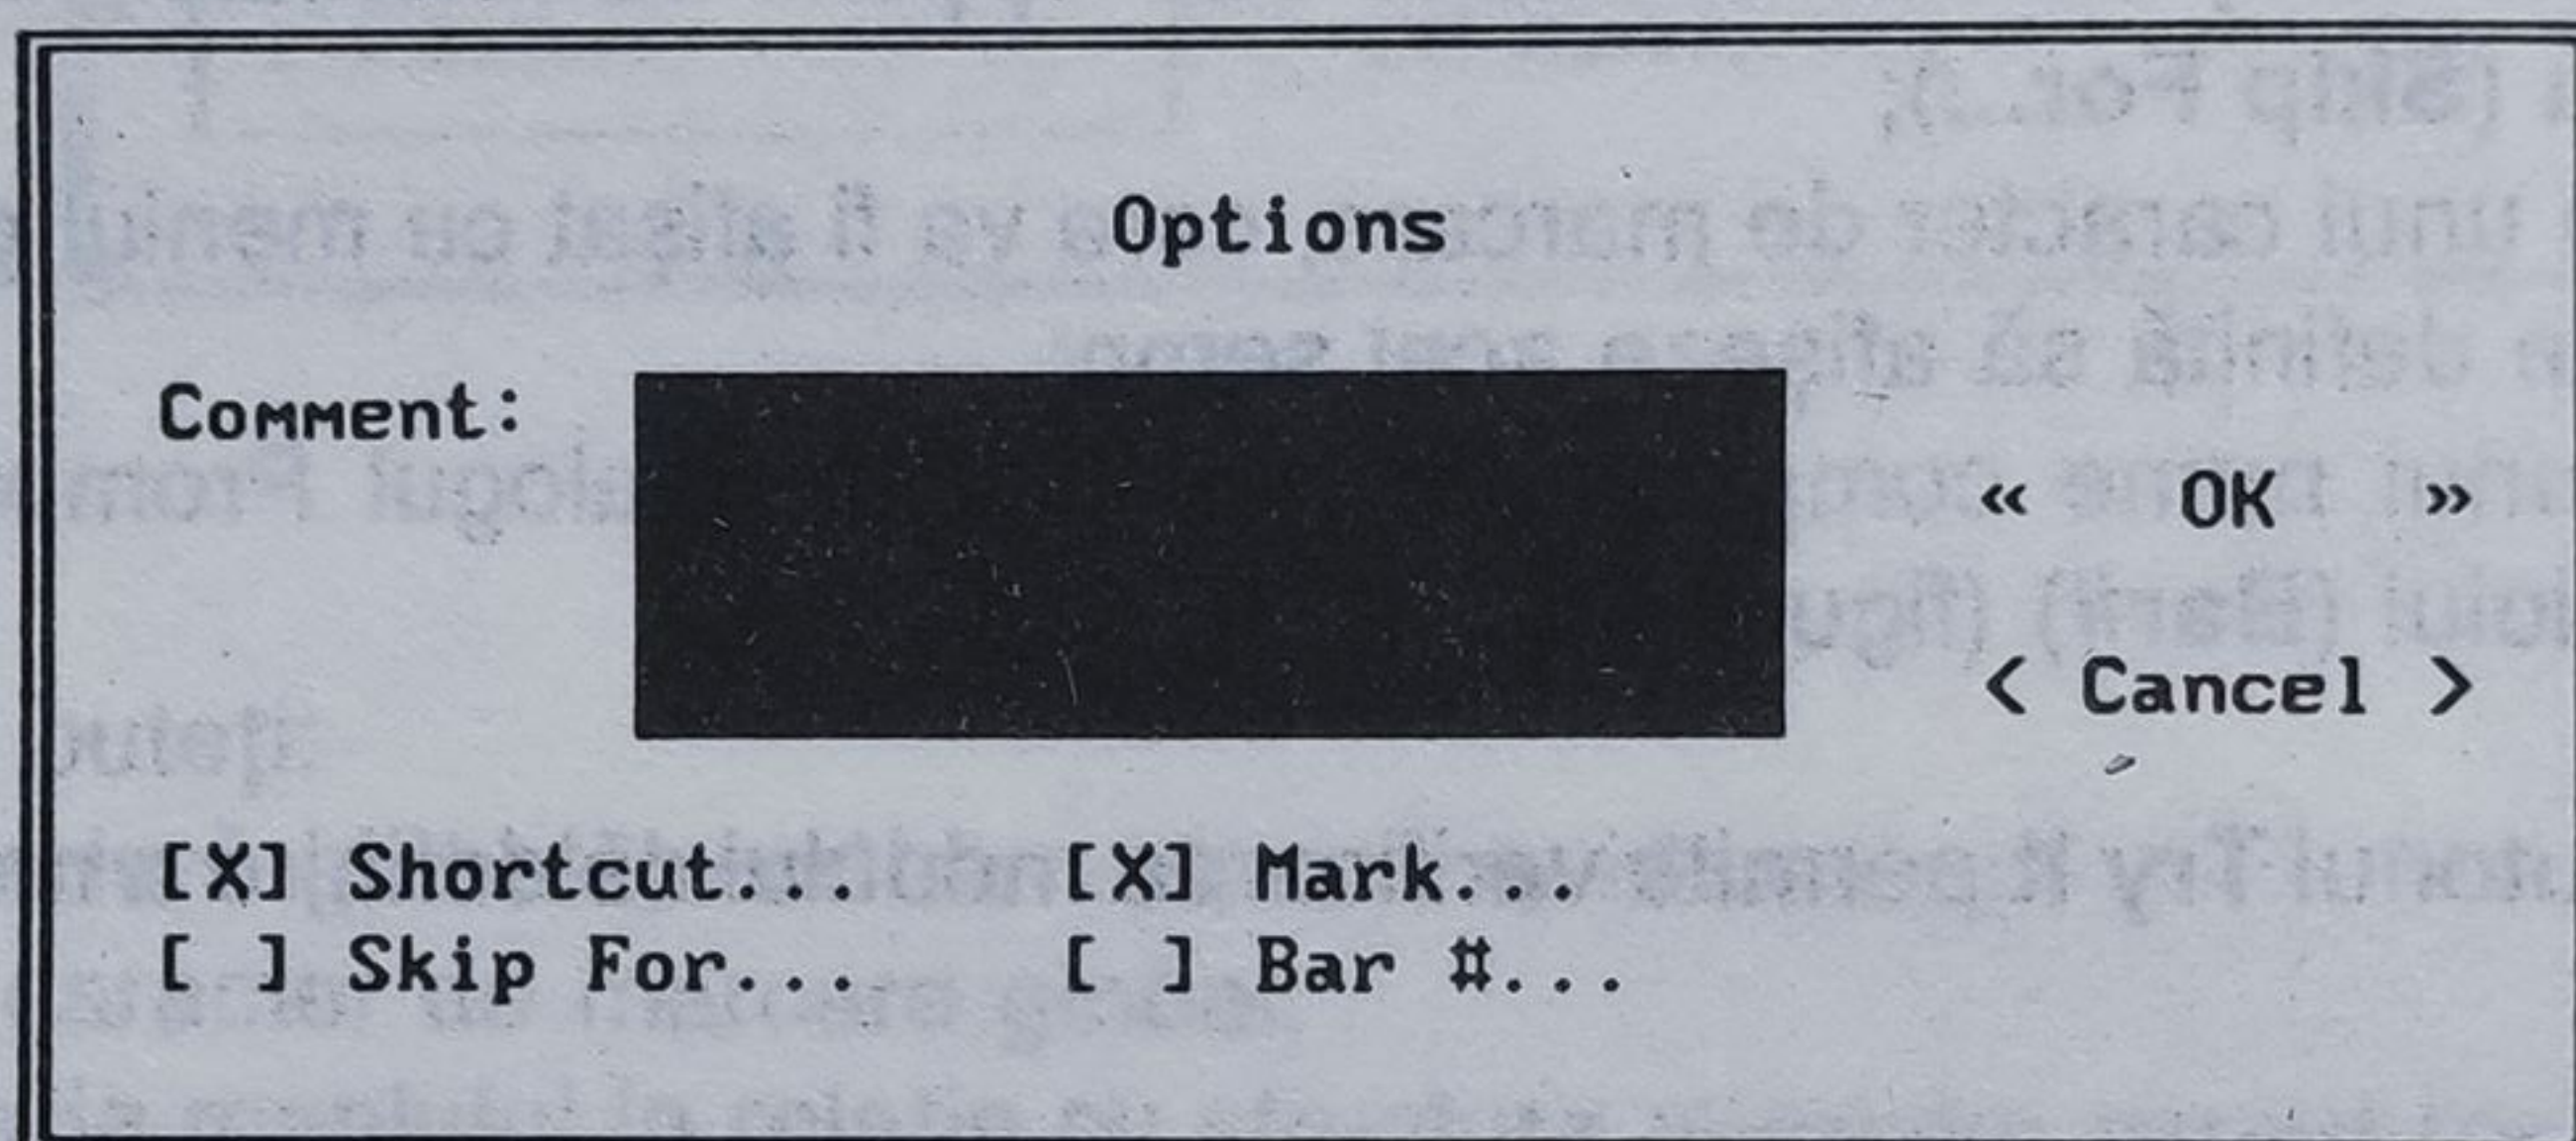 Options
Comment:
« OK »
< Cancel >
[X] Shortcut... [X] Mark...
[ ] Skip For... [ ] Bar #...